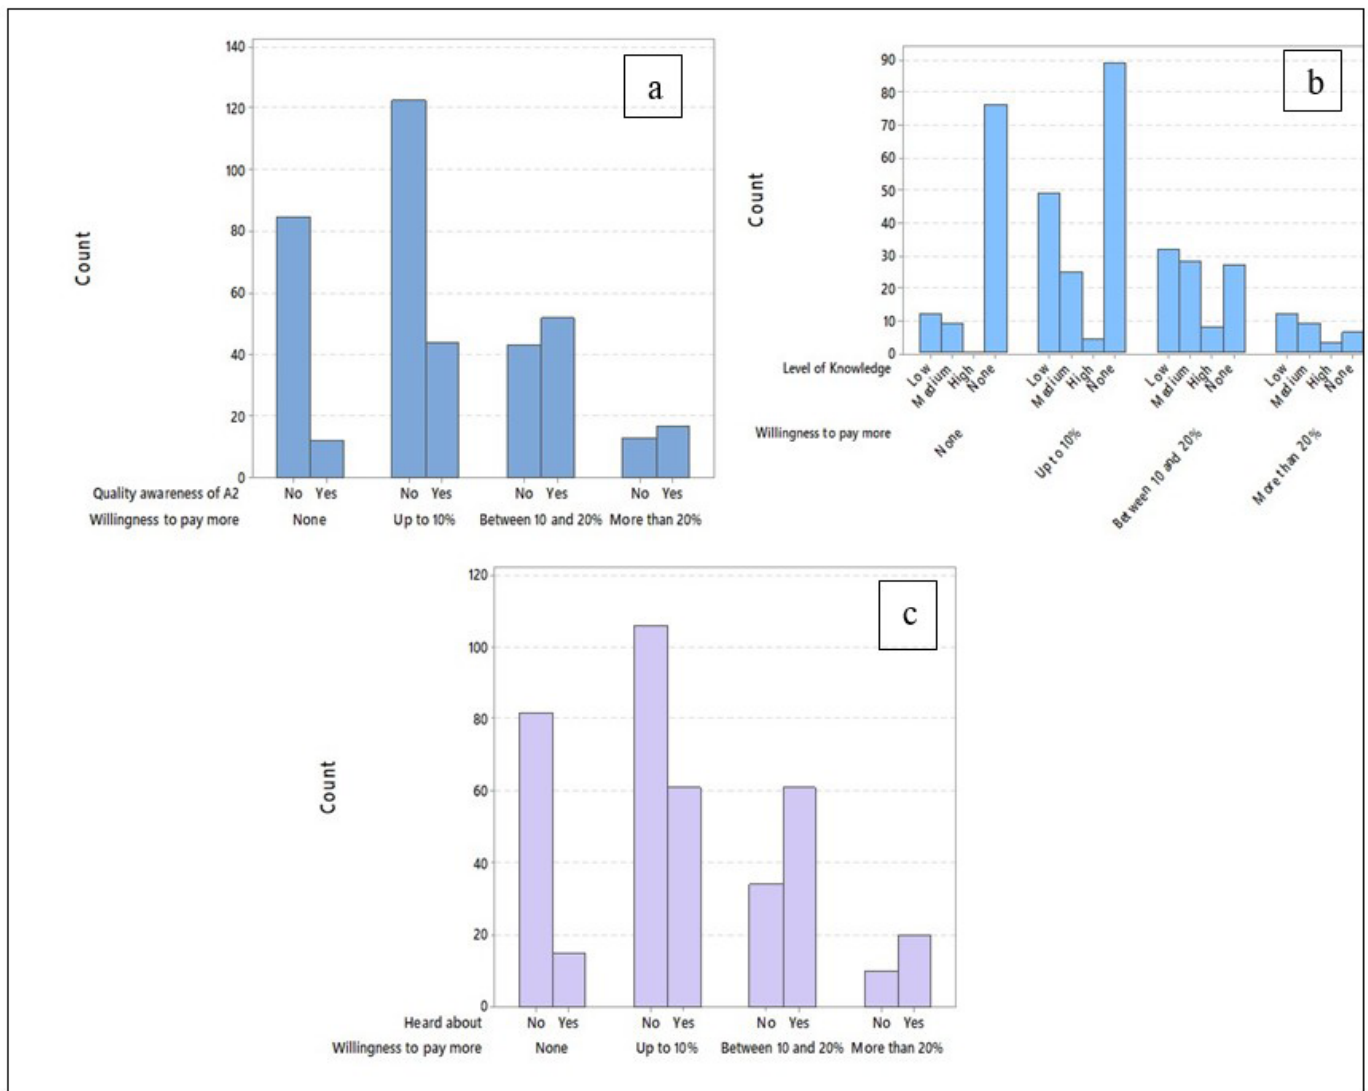 a
140
120
100
80
60
40
20
0
Count
Quality awareness of A2 No Yes No Yes No Yes No Yes
Willingness to pay more None Up to 10% Between 10 and 20% More than 20%
b
90
80
70
60
50
40
30
20
10
0
Count
Level of Knowledge Low Medium High None Low Medium High None Low Medium High None Low Medium High None
Willingness to pay more None Up to 10% Between 10 and 20% More than 20%
c
120
100
80
60
40
20
0
Count
Heard about No Yes No Yes No Yes No Yes
Willingness to pay more None Up to 10% Between 10 and 20% More than 20%